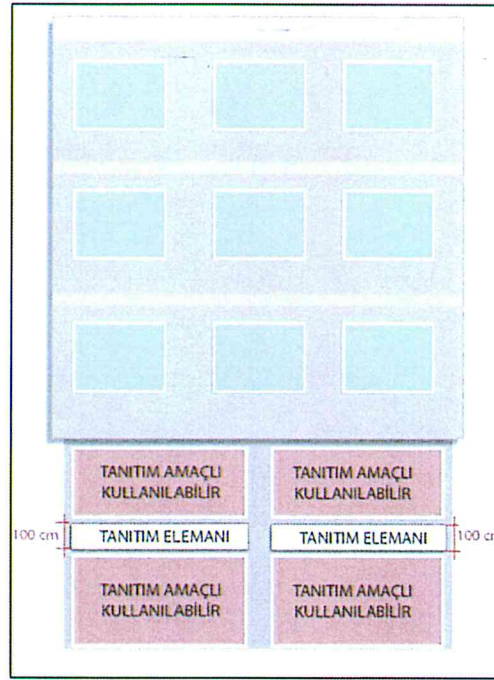 TANITIM AMAÇLI
KULLANILABİLİR
TANITIM AMAÇLI
KULLANILABİLİR
100 cm
TANITIM ELEMANI
TANITIM ELEMANI
100 cm
TANITIM AMAÇLI
KULLANILABİLİR
TANITIM AMAÇLI
KULLANILABİLİR